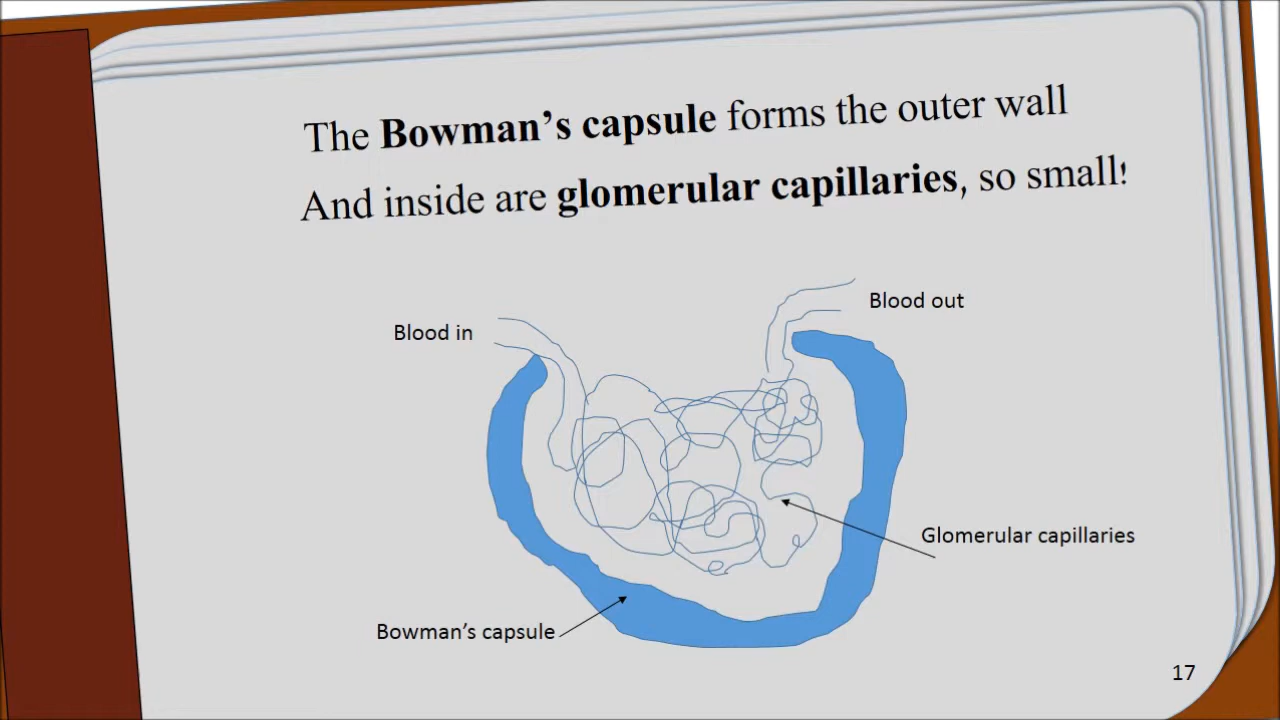 The Bowman’s capsule forms the outer wall
And inside are glomerular capillaries, so small!
Blood out
Blood in
Glomerular capillaries
Bowman’s capsule
17